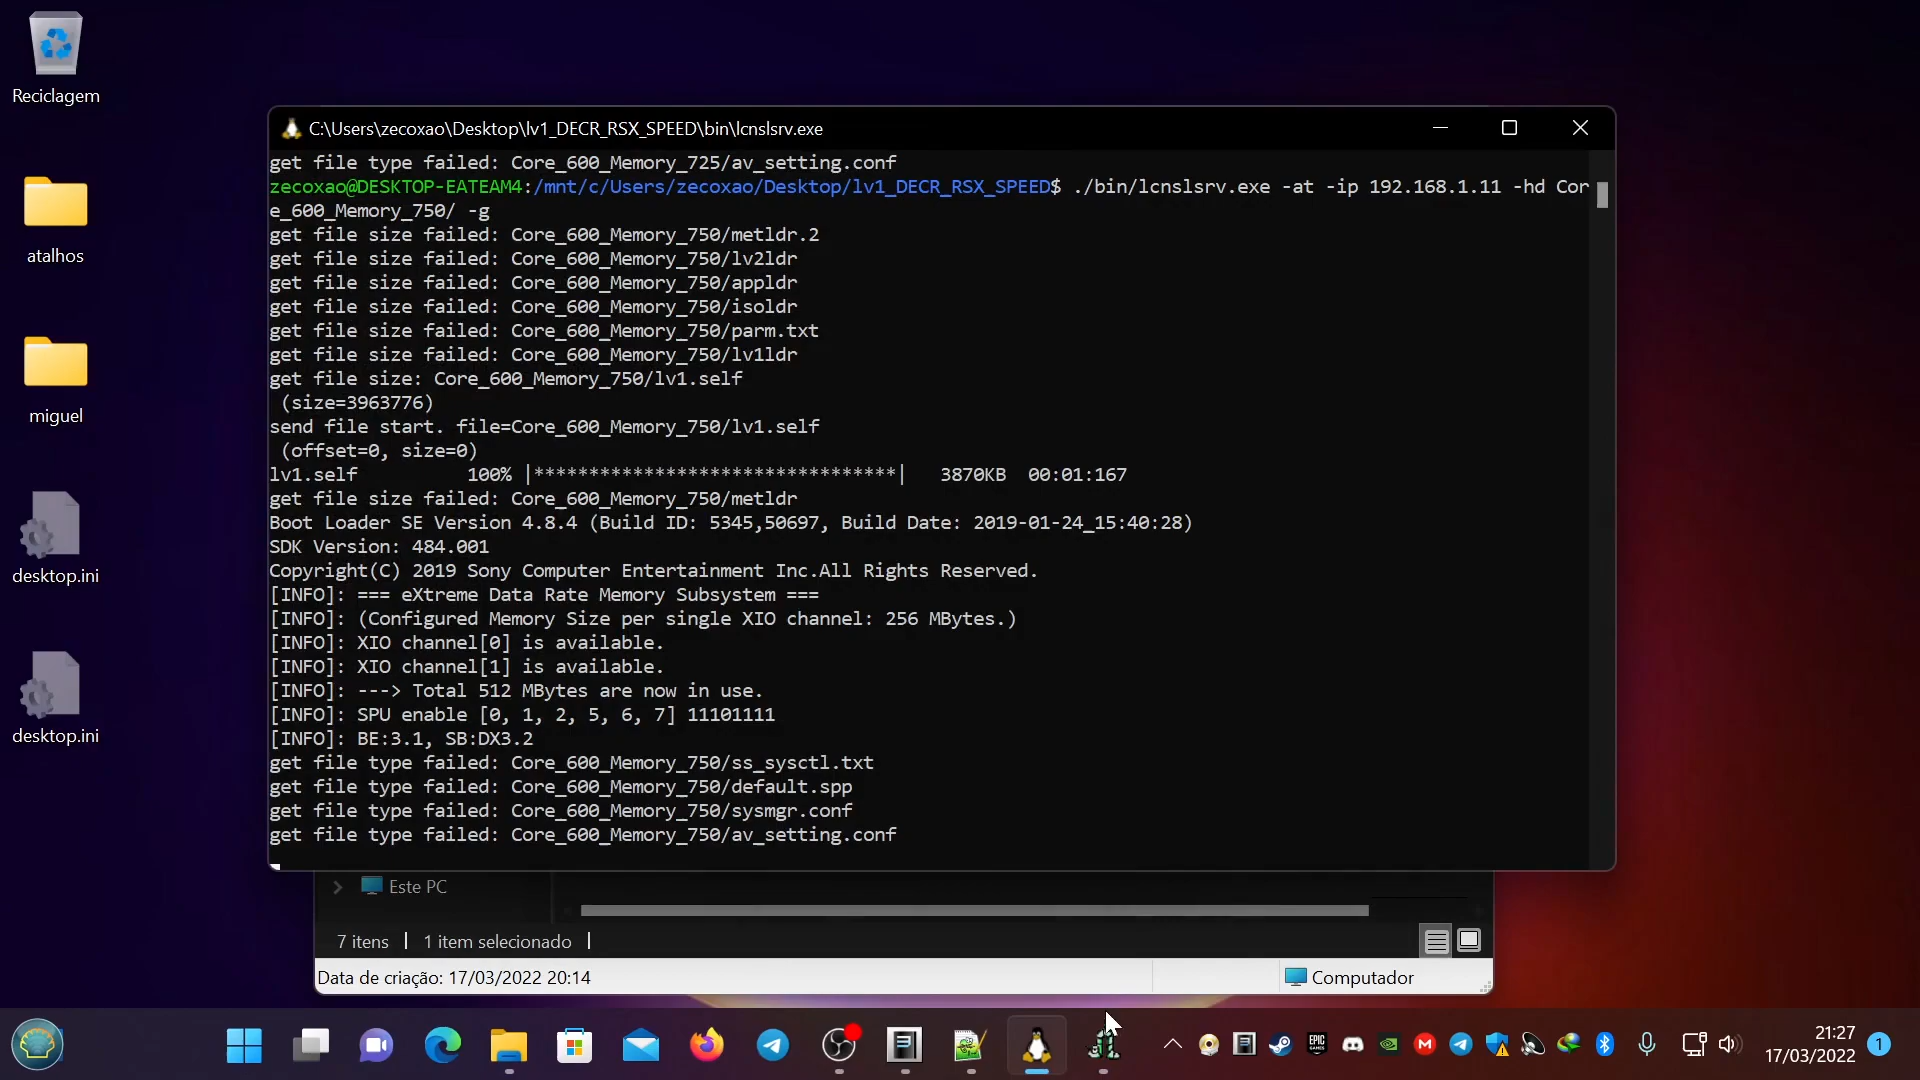 Reciclagem
atalhos
miguel
desktop.ini
desktop.ini
C:\Users\zecoxao\Desktop\lv1_DECR_RSX_SPEED\bin\lcnslsrv.exe
get file type failed: Core_600_Memory_725/av_setting.conf
zecoxao@DESKTOP-EATEAM4:/mnt/c/Users/zecoxao/Desktop/lv1_DECR_RSX_SPEED$ ./bin/lcnslsrv.exe -at -ip 192.168.1.11 -hd Cor
e_600_Memory_750/ -g
get file size failed: Core_600_Memory_750/metldr.2
get file size failed: Core_600_Memory_750/lv2ldr
get file size failed: Core_600_Memory_750/appldr
get file size failed: Core_600_Memory_750/isoldr
get file size failed: Core_600_Memory_750/parm.txt
get file size failed: Core_600_Memory_750/lv1ldr
get file size: Core_600_Memory_750/lv1.self
(size=3963776)
send file start. file=Core_600_Memory_750/lv1.self
(offset=0, size=0)
lv1.self          100% |*********************************|   3870KB  00:01:167
get file size failed: Core_600_Memory_750/metldr
Boot Loader SE Version 4.8.4 (Build ID: 5345,50697, Build Date: 2019-01-24_15:40:28)
SDK Version: 484.001
Copyright(C) 2019 Sony Computer Entertainment Inc.All Rights Reserved.
[INFO]: === eXtreme Data Rate Memory Subsystem ===
[INFO]: (Configured Memory Size per single XIO channel: 256 MBytes.)
[INFO]: XIO channel[0] is available.
[INFO]: XIO channel[1] is available.
[INFO]: ---> Total 512 MBytes are now in use.
[INFO]: SPU enable [0, 1, 2, 5, 6, 7] 11101111
[INFO]: BE:3.1, SB:DX3.2
get file type failed: Core_600_Memory_750/ss_sysctl.txt
get file type failed: Core_600_Memory_750/default.spp
get file type failed: Core_600_Memory_750/sysmgr.conf
get file type failed: Core_600_Memory_750/av_setting.conf
Este PC
7 itens | 1 item selecionado |
Data de criação: 17/03/2022 20:14
Computador
EPIC
21:27
17/03/2022
1